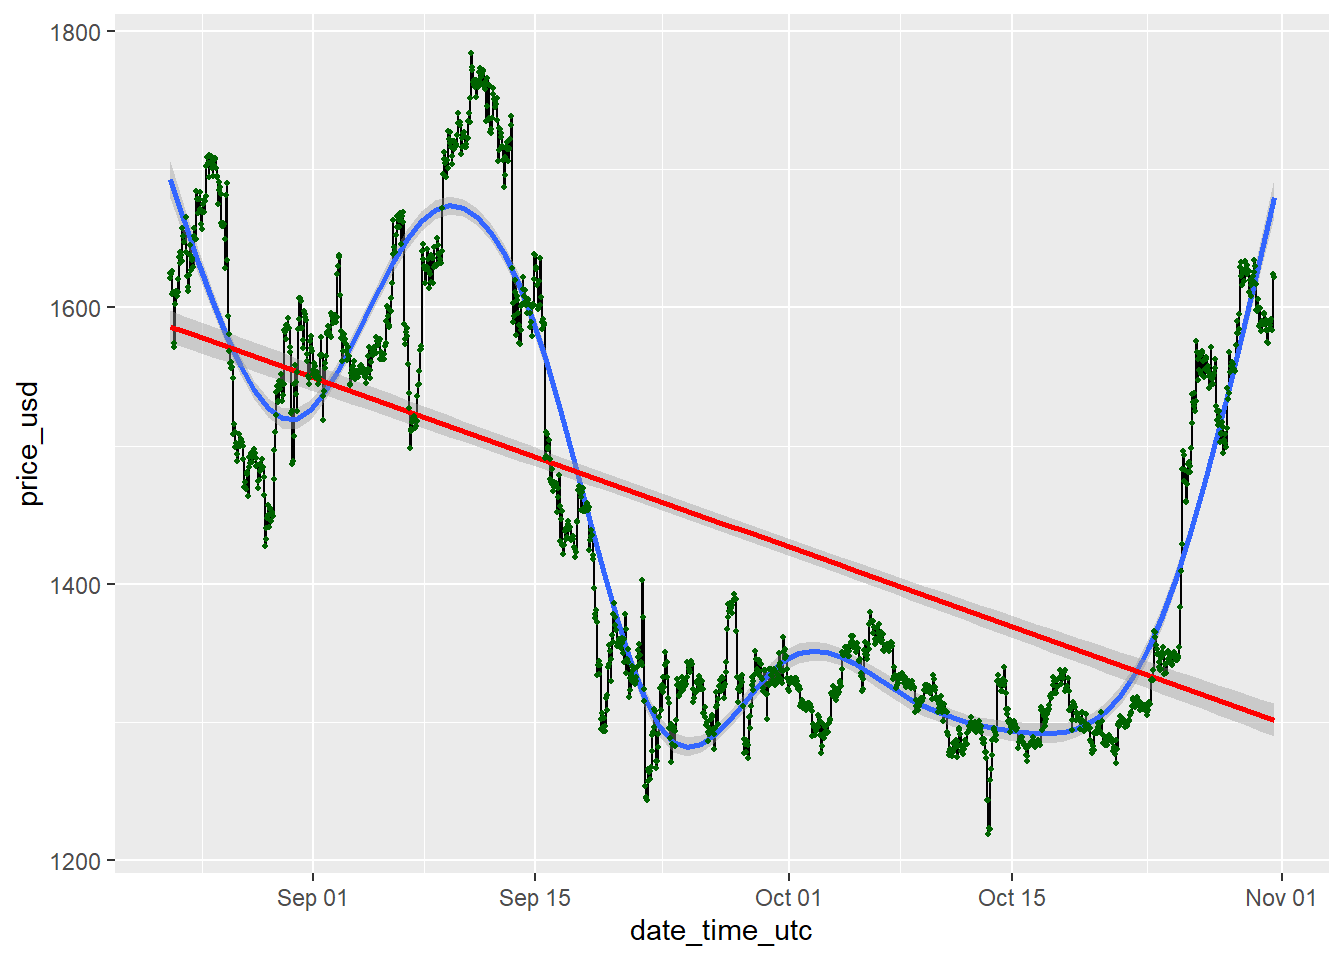 1800
1600
1400
1200
price_usd
Sep 01
Sep 15
Oct 01
Oct 15
Nov 01
date_time_utc